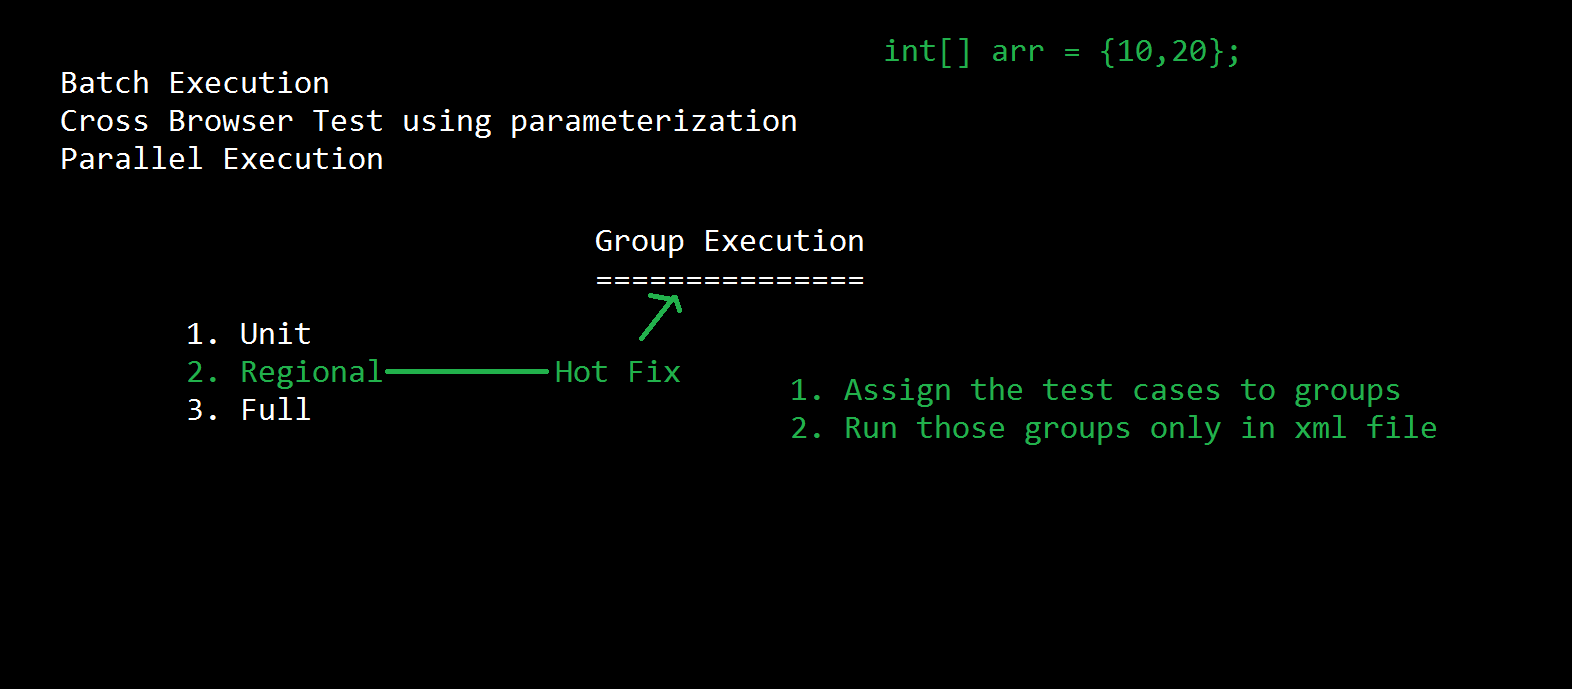 int[] arr = {10,20};
Batch Execution
Cross Browser Test using parameterization
Parallel Execution
Group Execution
===============
1. Unit
2. Regional Hot Fix
3. Full
1. Assign the test cases to groups
2. Run those groups only in xml file